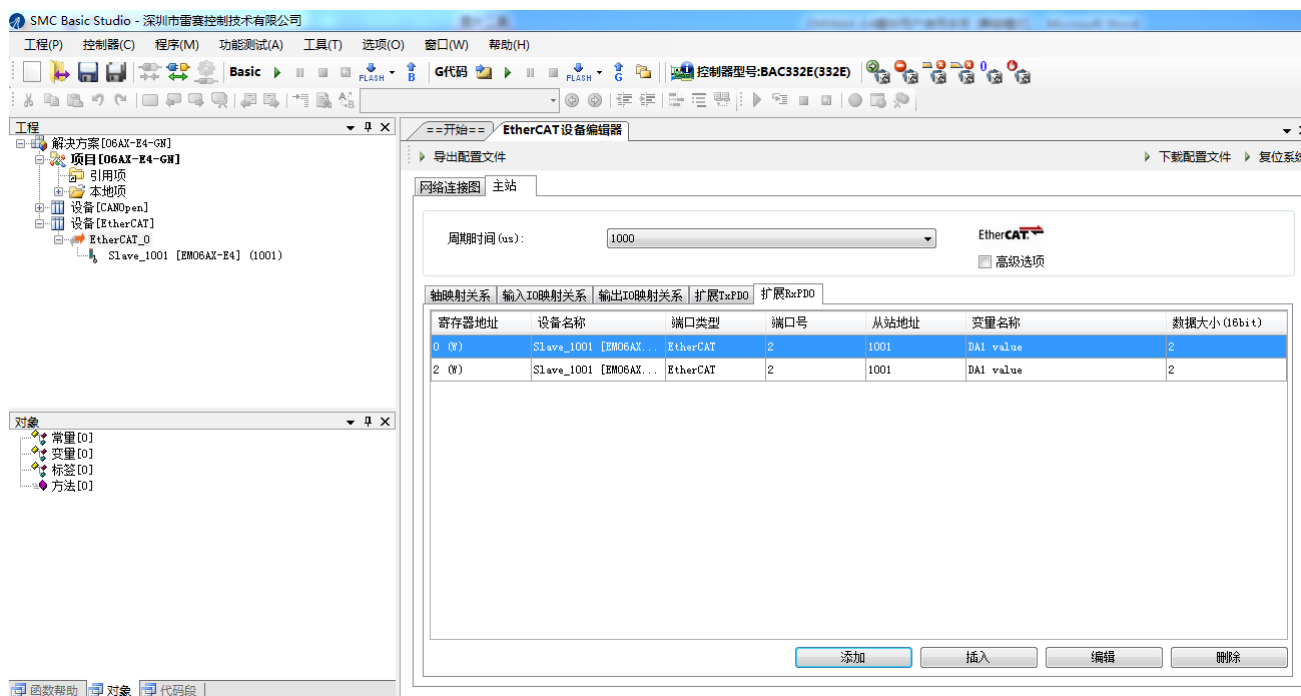 SMC Basic Studio - 深圳市雷赛控制技术有限公司
工程(P) 控制器(C) 程序(M) 功能测试(A) 工具(T) 选项(O) 窗口(W) 帮助(H)
Basic FLASH B G代码 FLASH G 控制器型号:BAC332E(332E)
工程
解决方案[06AX-E4-GN]
项目[06AX-E4-GN]
引用项
本地项
设备[CANOpen]
设备[EtherCAT]
EtherCAT_0
Slave_1001 [EM06AX-E4] (1001)
对象
常量[0]
变量[0]
标签[0]
方法[0]
函数帮助 对象 代码段
==开始== EtherCAT设备编辑器
导出配置文件 下载配置文件 复位系统
网络连接图 主站
周期时间(us): 1000 EtherCAT
高级选项
轴映射关系 输入IO映射关系 输出IO映射关系 扩展TxPDO 扩展RxPDO
寄存器地址 设备名称 端口类型 端口号 从站地址 变量名称 数据大小(16bit)
0 (W) Slave_1001 [EM06AX... EtherCAT 2 1001 DA1 value 2
2 (W) Slave_1001 [EM06AX... EtherCAT 2 1001 DA1 value 2
添加 插入 编辑 删除